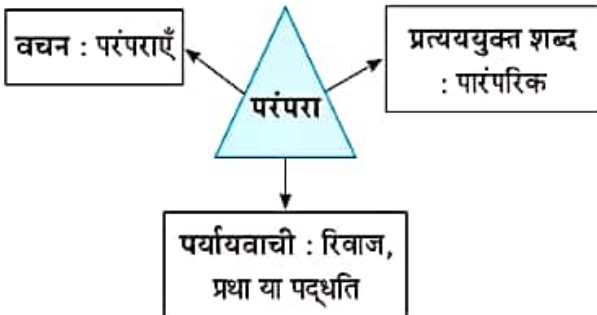 वचन : परंपराएँ
प्रत्यययुक्त शब्द
: पारंपरिक
परंपरा
पर्यायवाची : रिवाज,
प्रथा या पद्धति